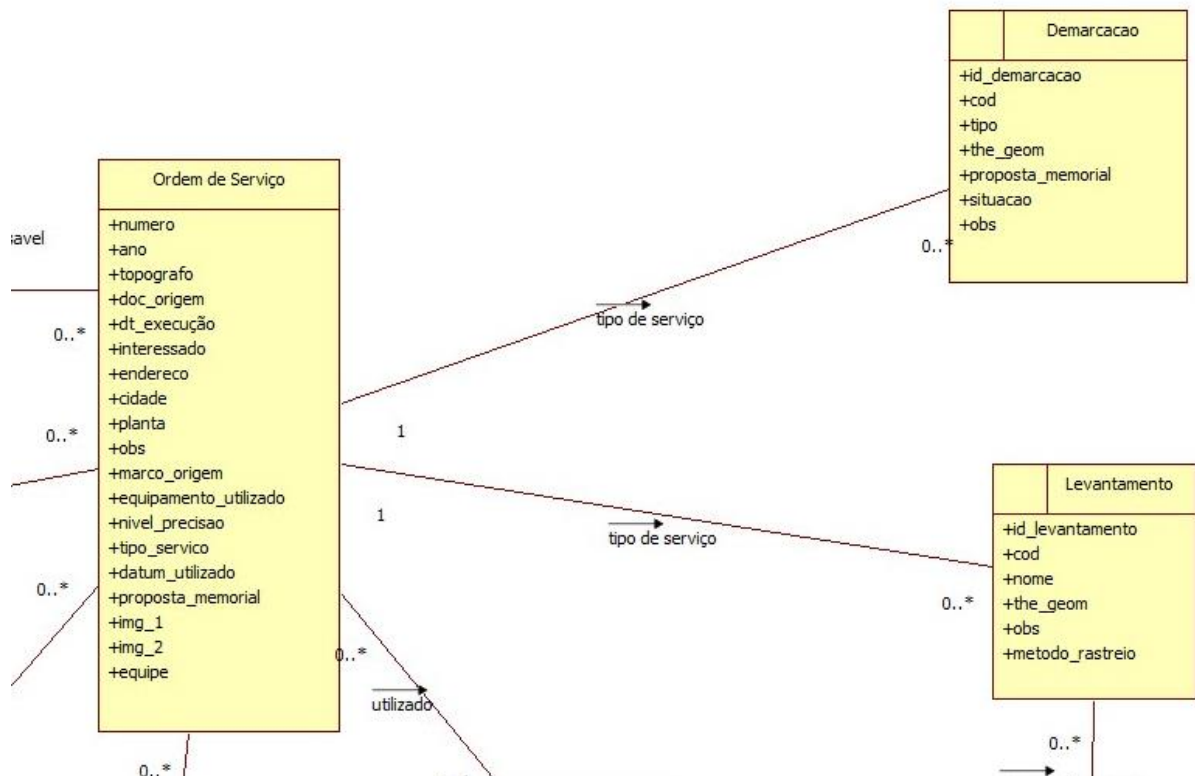 Demarcacao
+id_demarcacao
+cod
+tipo
+the_geom
+proposta_memorial
+situacao
+obs
0..*
Ordem de Serviço
+numero
+ano
+topografo
+doc_origem
+dt_execução
+interessado
+endereco
+cidade
+planta
+obs
+marco_origem
+equipamento_utilizado
+nivel_precisao
+tipo_servico
+datum_utilizado
+proposta_memorial
+img_1
+img_2
+equipe
savel
0..*
0..*
0..*
0..*
tipo de serviço
1
1
tipo de serviço
0..*
0..*
utilizado
Levantamento
+id_levantamento
+cod
+nome
+the_geom
+obs
+metodo_rastreio
0..*